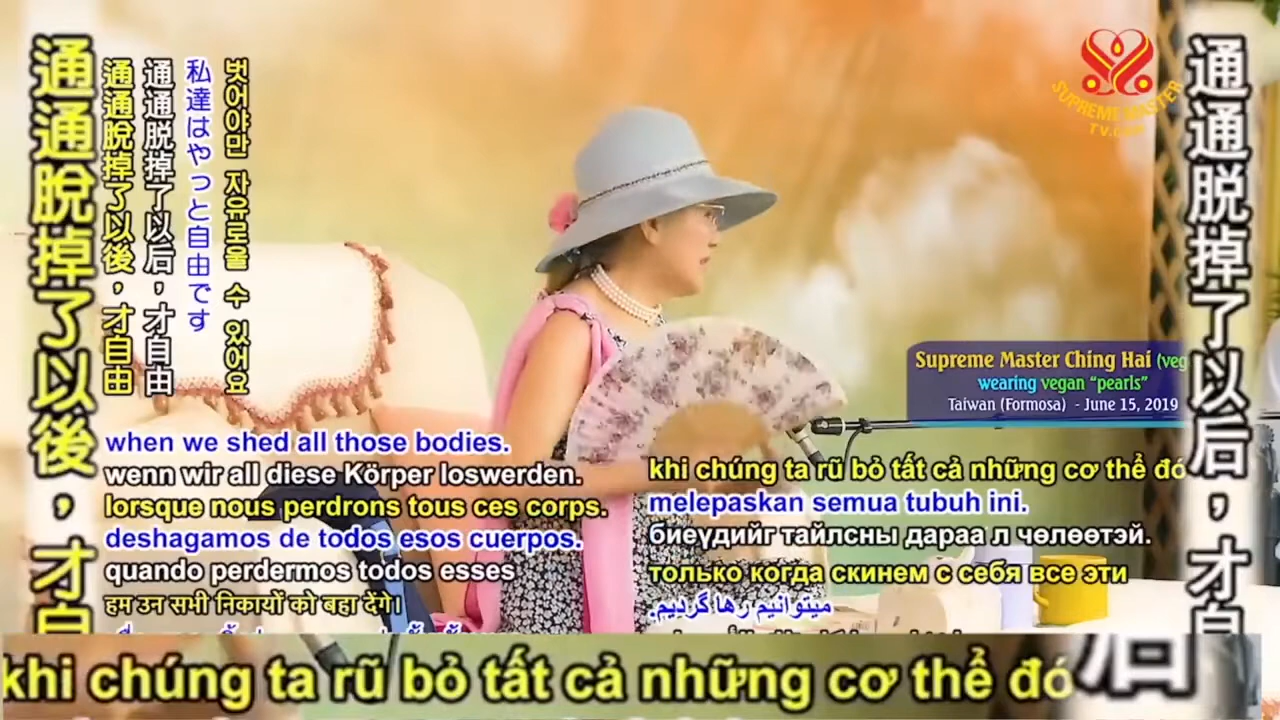 通通脫掉了以後，才自
通通脫掉了以後，才自由
通通脱掉了以后，才自由
私達はやっと自由です
벗어야만 자유로울 수 있어요
SUPREME MASTER
TV.com
通通脱掉了以后，才自
Supreme Master Ching Hai (veg
wearing vegan “pearls”
Taiwan (Formosa) - June 15, 2019
when we shed all those bodies.
wenn wir all diese Körper loswerden.
lorsque nous perdrons tous ces corps.
deshagamos de todos esos cuerpos.
quando perdermos todos esses
हम उन सभी निकायों को बहा देंगे।
khi chúng ta rũ bỏ tất cả những cơ thể đó
melepaskan semua tubuh ini.
биеүдийг тайлсны дараа л чөлөөтэй.
только когда скинем с себя все эти
میتوانیم رها گردیم.
khi chúng ta rũ bỏ tất cả những cơ thể đó